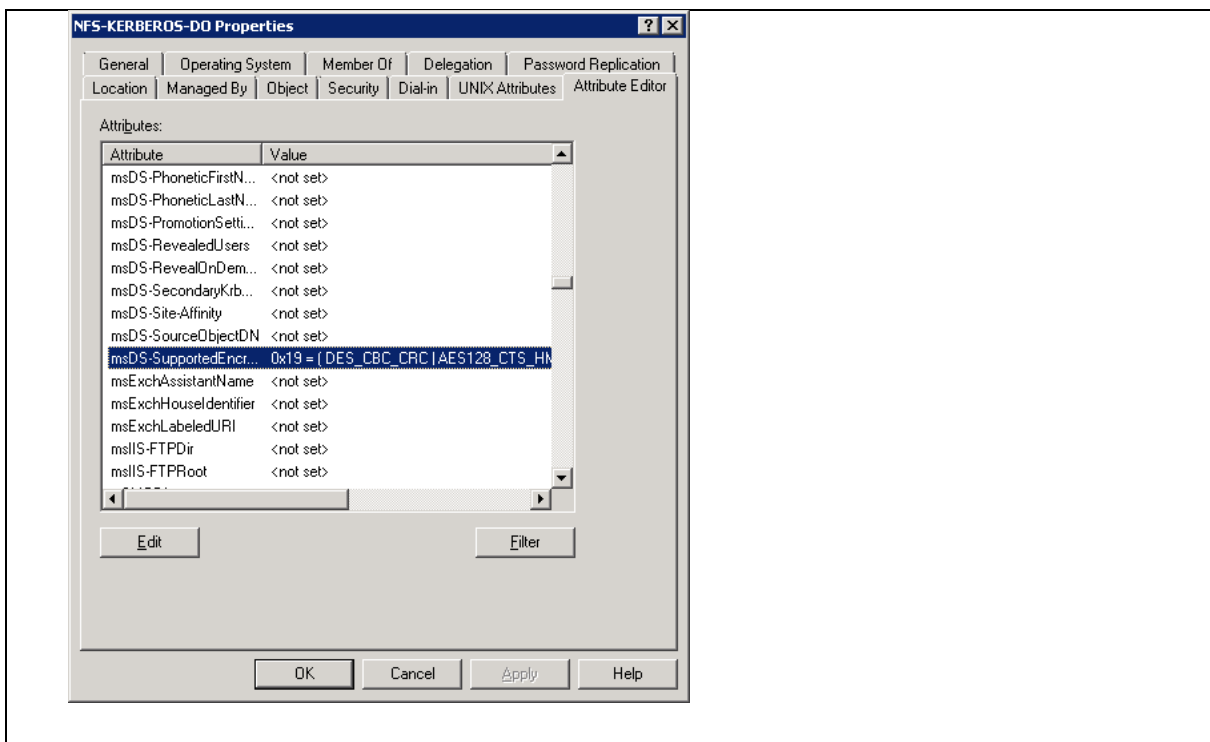 NFS-KERBEROS-DO Properties
General Operating System Member Of Delegation Password Replication
Location Managed By Object Security Dial-in UNIX Attributes Attribute Editor
Attributes:
Attribute Value
msDS-PhoneticFirstN... <not set>
msDS-PhoneticLastN... <not set>
msDS-PromotionSetti... <not set>
msDS-RevealedUsers <not set>
msDS-RevealOnDem... <not set>
msDS-SecondaryKrb... <not set>
msDS-Site-Affinity <not set>
msDS-SourceObjectDN <not set>
msDS-SupportedEncr... 0x19 = ( DES_CBC_CRC | AES128_CTS_HM
msExchAssistantName <not set>
msExchHouseIdentifier <not set>
msExchLabeledURI <not set>
msIIS-FTPDir <not set>
msIIS-FTPRoot <not set>
Edit Filter
OK Cancel Apply Help